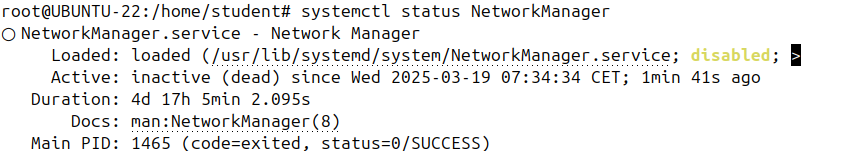 root@UBUNTU-22:/home/student# systemctl status NetworkManager
○ NetworkManager.service - Network Manager
Loaded: loaded (/usr/lib/systemd/system/NetworkManager.service; disabled; >
Active: inactive (dead) since Wed 2025-03-19 07:34:34 CET; 1min 41s ago
Duration: 4d 17h 5min 2.095s
Docs: man:NetworkManager(8)
Main PID: 1465 (code=exited, status=0/SUCCESS)